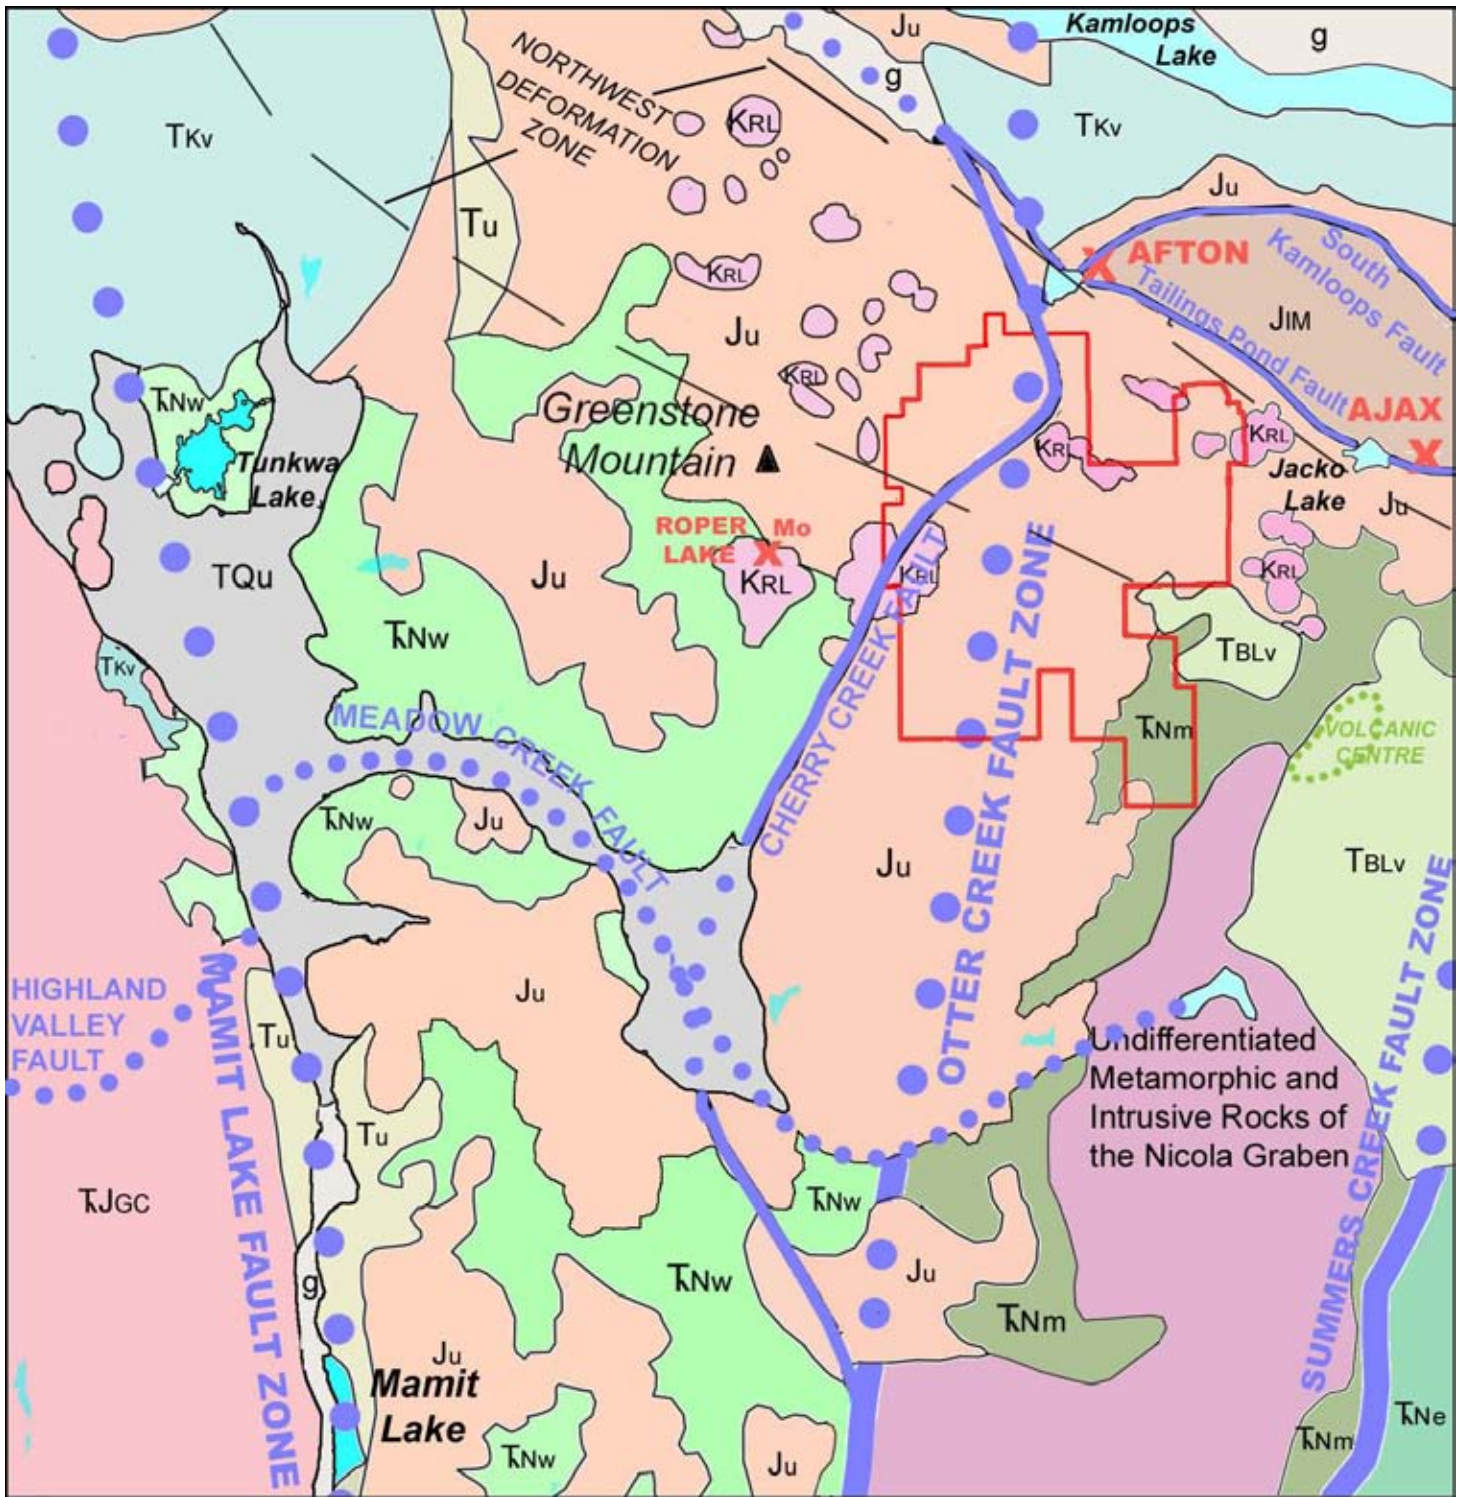 Ju
Kamloops
Lake
g
g
NORTHWEST
DEFORMATION
ZONE
TKv
KRL
TKv
Ju
Tu
South
Kamloops Fault
AFTON
KRL
Tailings Pond Fault
JIM
Ju
KRL
TNw
Greenstone
Mountain
AJAX
KRL
KRL
Tunkwa
Lake
Jacko
Lake
Ju
ROPER
LAKE
Mo
TQu
Ju
KRL
KRL
KRL
TNw
CHERRY CREEK FAULT
OTTER CREEK FAULT ZONE
TBLv
TKv
MEADOW CREEK FAULT
TNm
VOLCANIC
CENTRE
TNw
Ju
Ju
TBLv
HIGHLAND
VALLEY
FAULT
MAMIT LAKE FAULT ZONE
Ju
Tu
SUMMERS CREEK FAULT ZONE
Undifferentiated
Metamorphic and
Intrusive Rocks of
the Nicola Graben
Tu
TJGC
TNw
g
TNw
Ju
TNm
Ju
Mamit
Lake
TNe
TNw
Ju
TNm